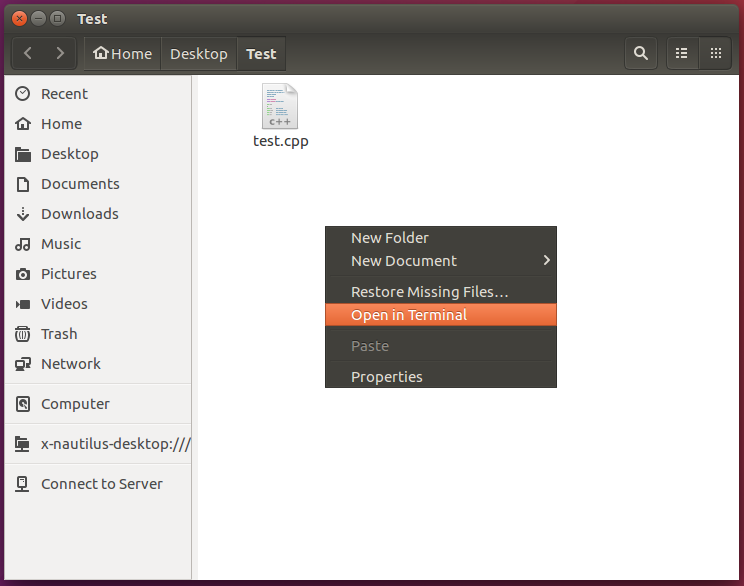 Test
Home Desktop Test
Recent
Home
Desktop
Documents
Downloads
Music
Pictures
Videos
Trash
Network
Computer
x-nautilus-desktop:///
Connect to Server
c++
test.cpp
New Folder
New Document
Restore Missing Files…
Open in Terminal
Paste
Properties